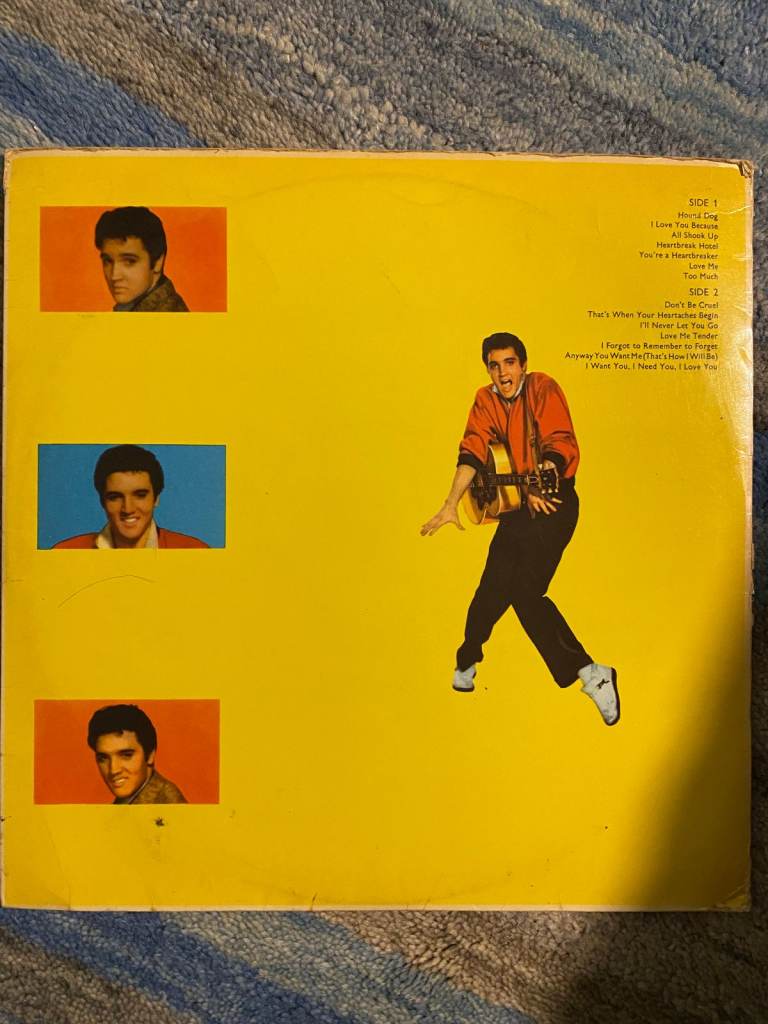 SIDE 1
Hound Dog
I Love You Because
All Shook Up
Heartbreak Hotel
You're a Heartbreaker
Love Me
Too Much
SIDE 2
Don't Be Cruel
That's When Your Heartaches Begin
I'll Never Let You Go
Love Me Tender
I Forgot to Remember to Forget
Anyway You Want Me (That's How I Will Be)
I Want You, I Need You, I Love You